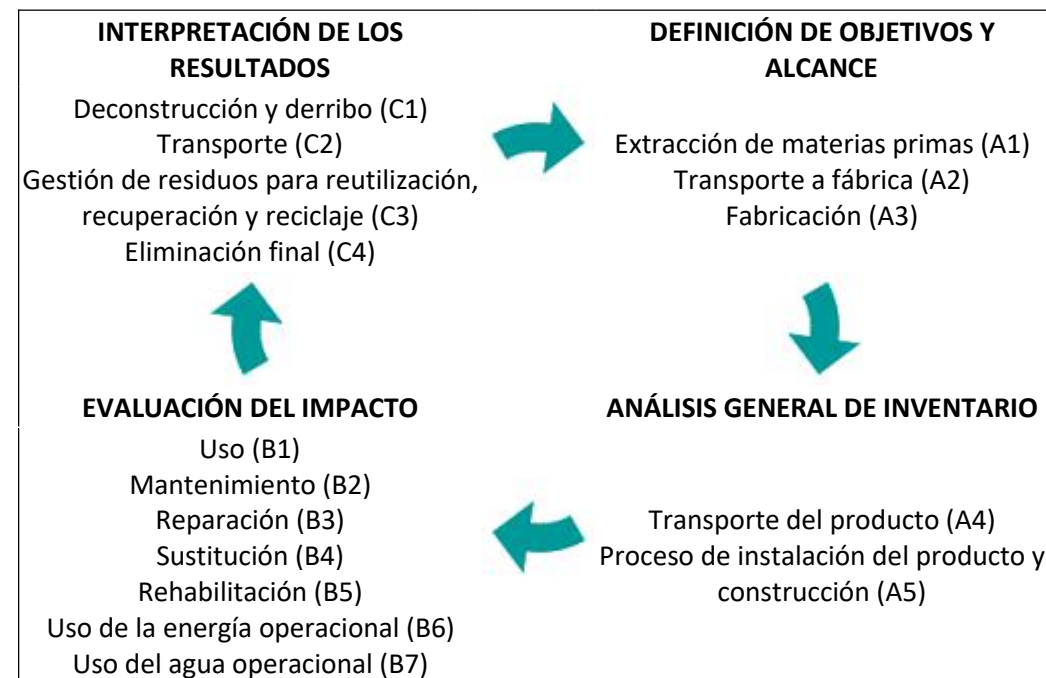 INTERPRETACIÓN DE LOS
RESULTADOS
Deconstrucción y derribo (C1)
Transporte (C2)
Gestión de residuos para reutilización,
recuperación y reciclaje (C3)
Eliminación final (C4)
DEFINICIÓN DE OBJETIVOS Y
ALCANCE
Extracción de materias primas (A1)
Transporte a fábrica (A2)
Fabricación (A3)
EVALUACIÓN DEL IMPACTO
Uso (B1)
Mantenimiento (B2)
Reparación (B3)
Sustitución (B4)
Rehabilitación (B5)
Uso de la energía operacional (B6)
Uso del agua operacional (B7)
ANÁLISIS GENERAL DE INVENTARIO
Transporte del producto (A4)
Proceso de instalación del producto y
construcción (A5)